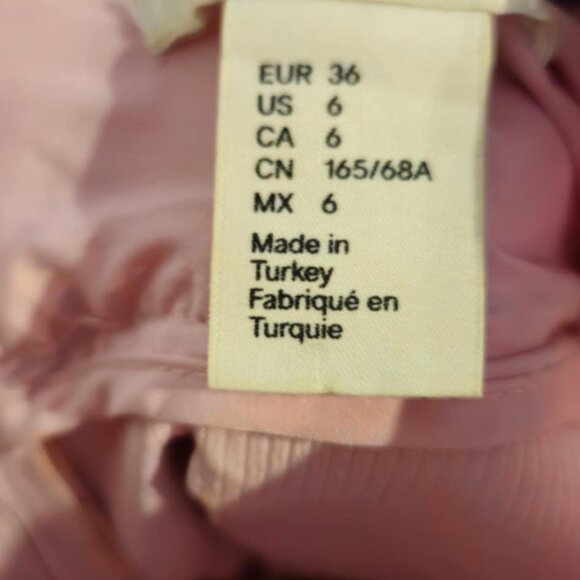 EUR 36
US 6
CA 6
CN 165/68A
MX 6
Made in
Turkey
Fabriqué en
Turquie